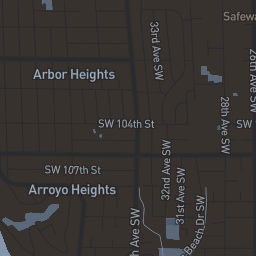 Safeway
33rd Ave SW
Arbor Heights
28th Ave SW
26th Ave SW
SW 104th St
SW
SW 107th St
32nd Ave SW
31st Ave SW
Arroyo Heights
Ave SW
Beach Dr SW